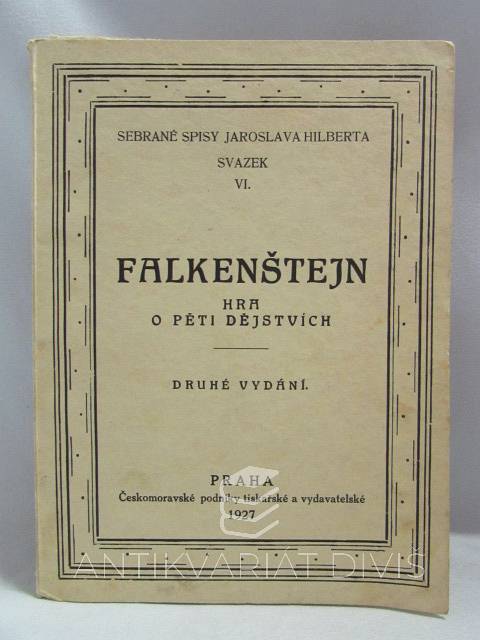 SEBRANÉ SPISY JAROSLAVA HILBERTA
SVAZEK
VI.
FALKENŠTEJN
HRA
O PĚTI DĚJSTVÍCH
DRUHÉ VYDÁNÍ.
PRAHA
Českomoravské podniky tiskařské a vydavatelské
1927
ANTIKVARIÁT DIVIŠ